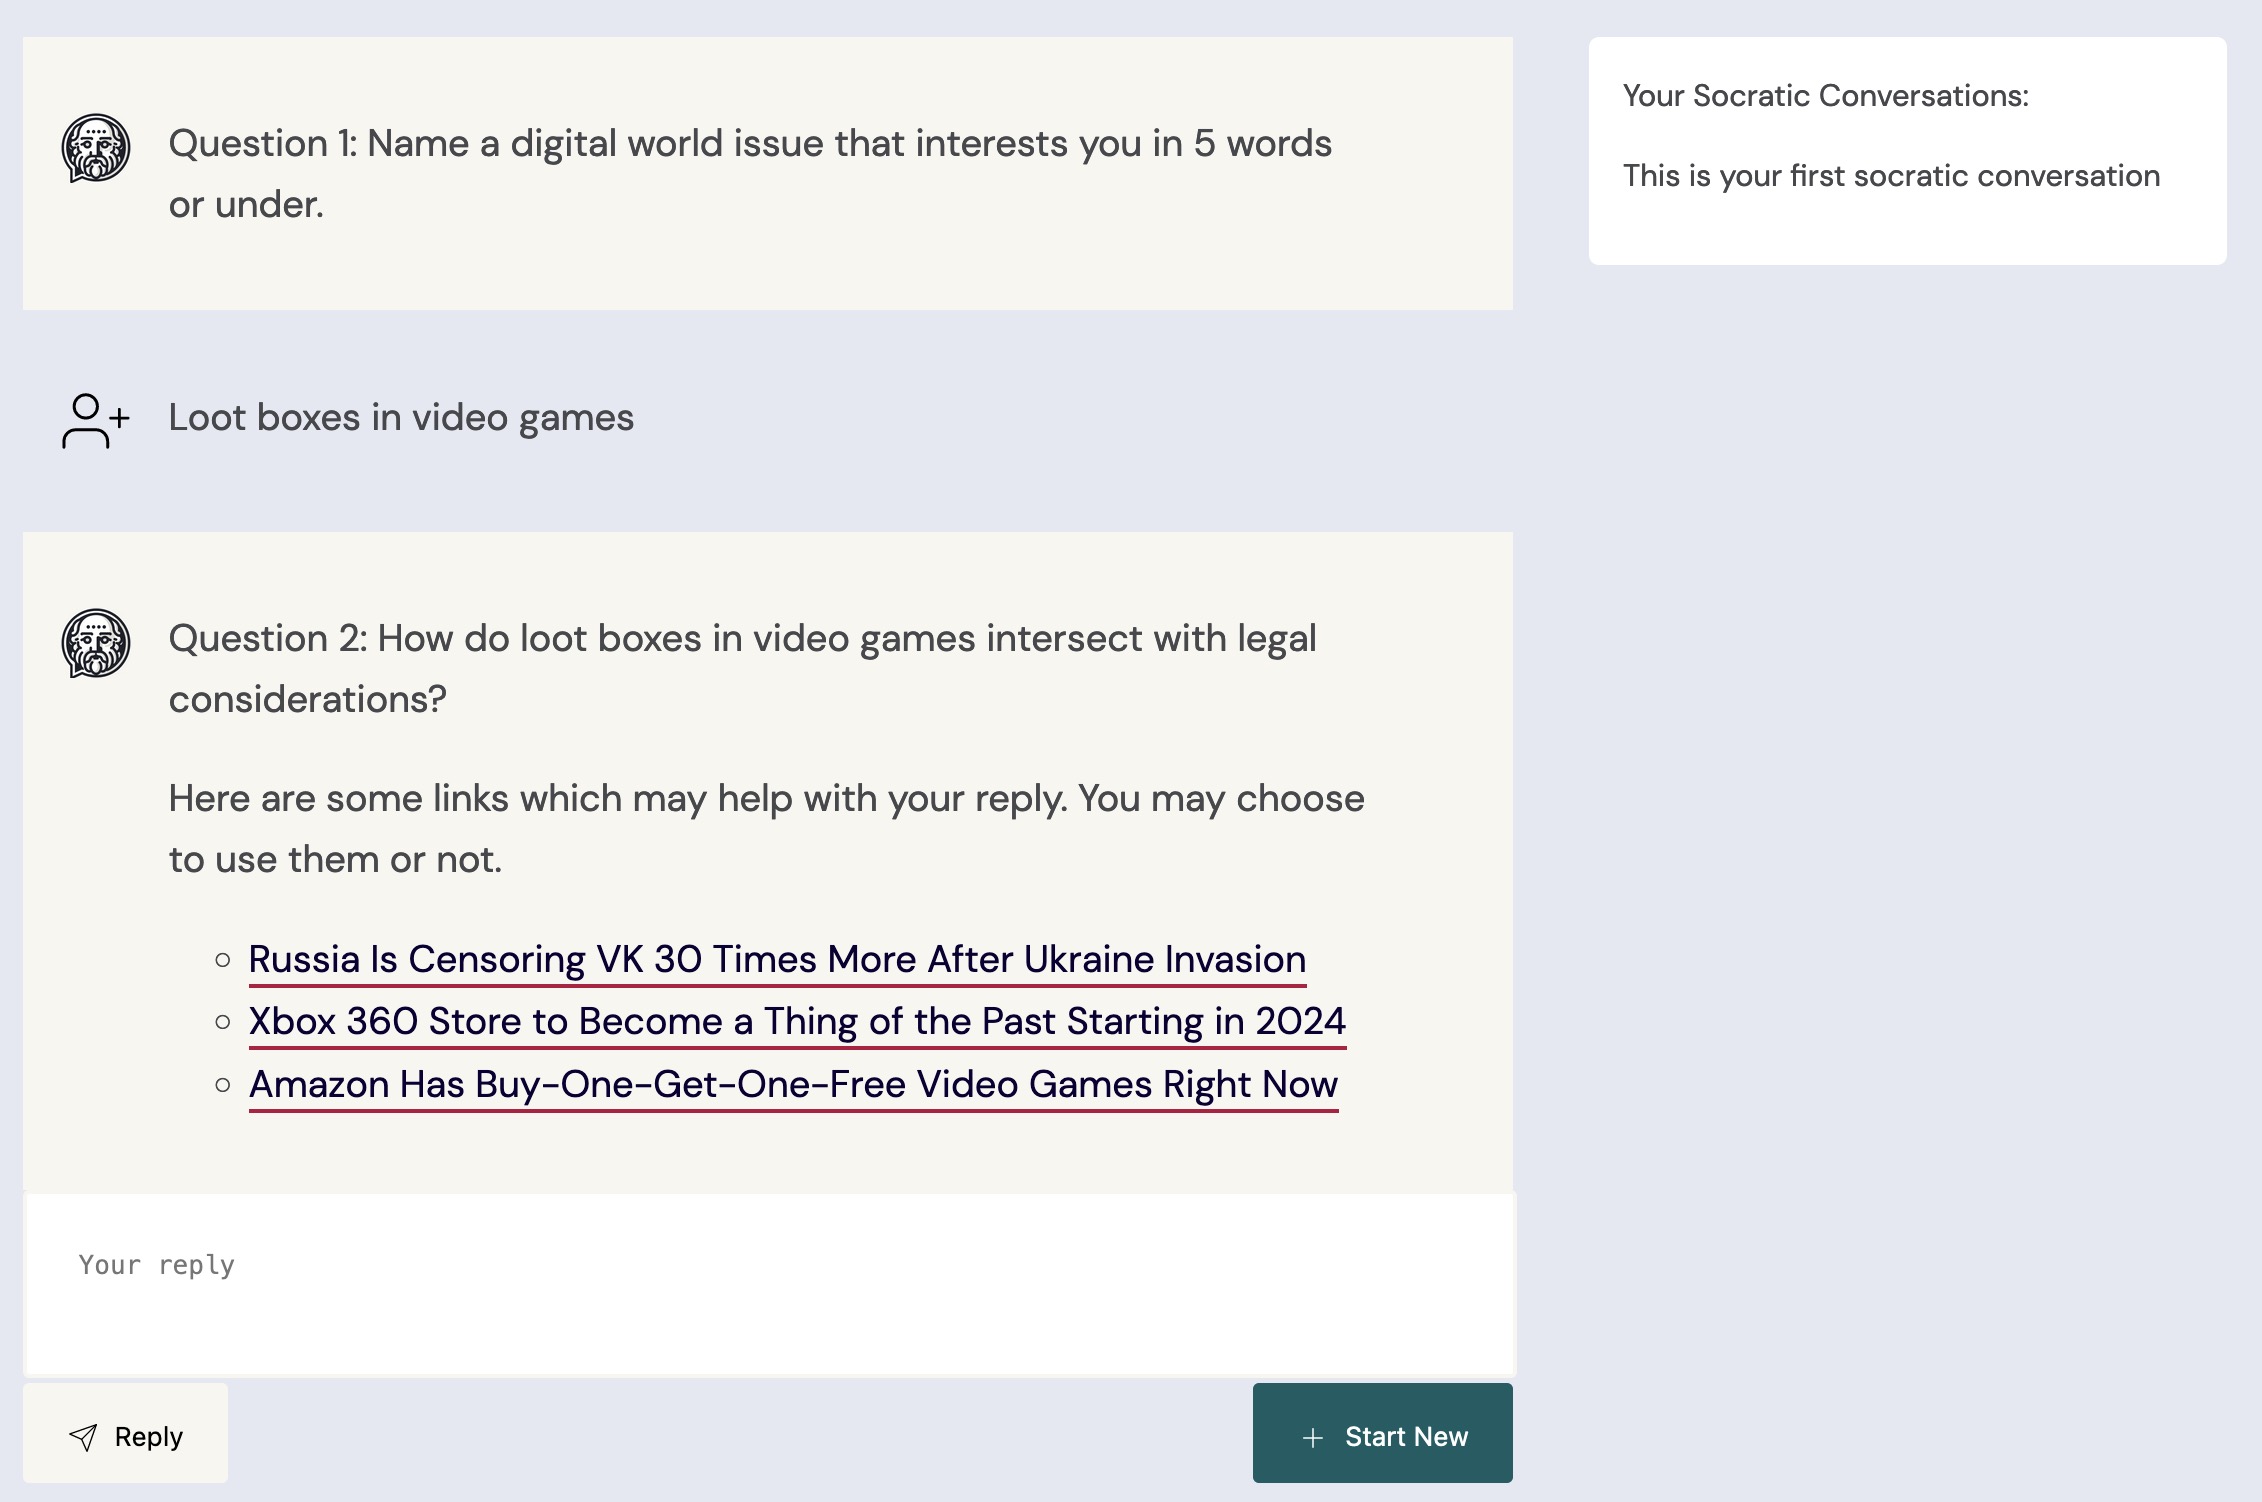 Question 1: Name a digital world issue that interests you in 5 words
or under.
Loot boxes in video games
Question 2: How do loot boxes in video games intersect with legal
considerations?
Here are some links which may help with your reply. You may choose
to use them or not.
Russia Is Censoring VK 30 Times More After Ukraine Invasion
Xbox 360 Store to Become a Thing of the Past Starting in 2024
Amazon Has Buy-One-Get-One-Free Video Games Right Now
Your reply
Reply
Start New
Your Socratic Conversations:
This is your first socratic conversation